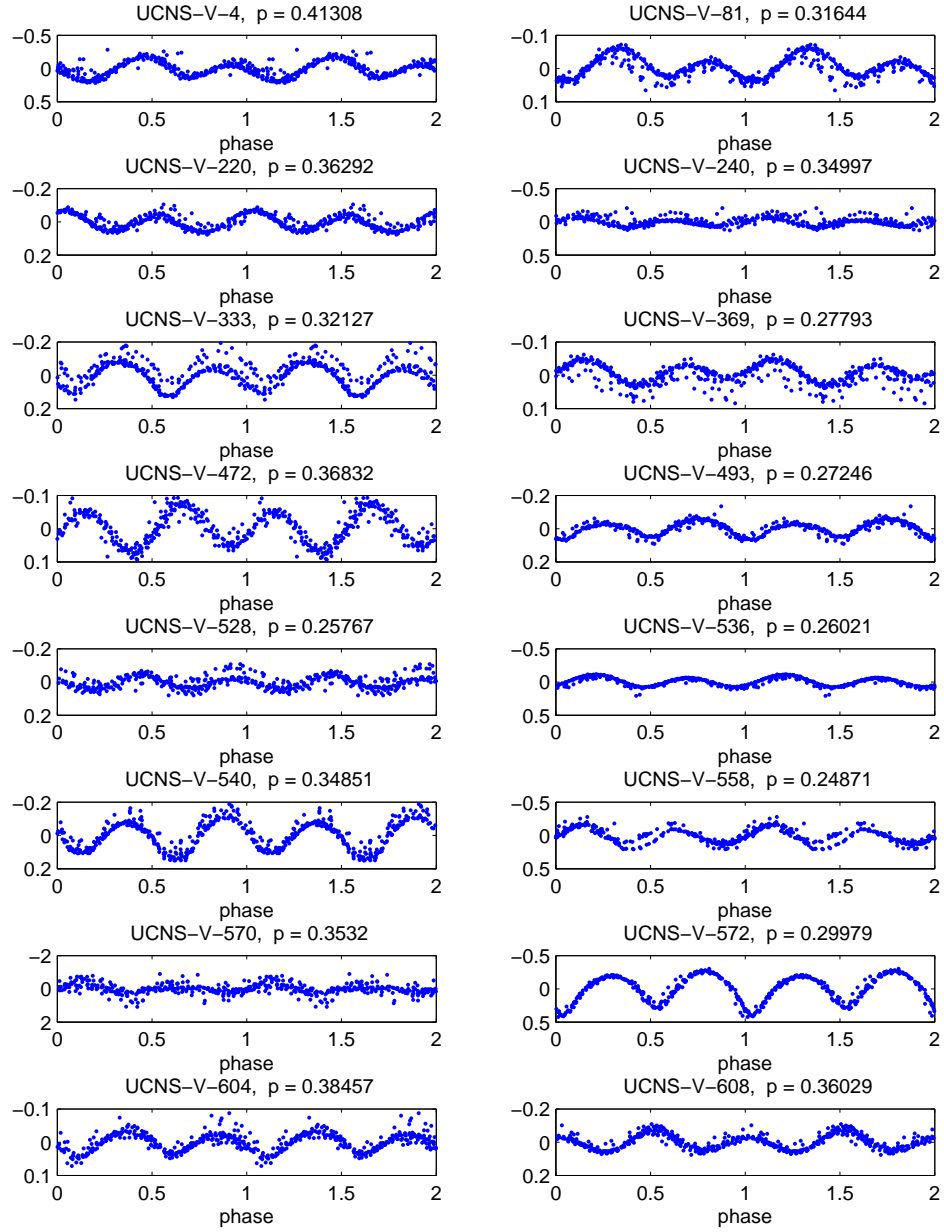 UCNS−V−4, p = 0.41308
−0.5
0
0.5
0 0.5 1 1.5 2
phase
UCNS−V−81, p = 0.31644
−0.1
0
0.1
0 0.5 1 1.5 2
phase
UCNS−V−220, p = 0.36292
−0.2
0
0.2
0 0.5 1 1.5 2
phase
UCNS−V−240, p = 0.34997
−0.5
0
0.5
0 0.5 1 1.5 2
phase
UCNS−V−333, p = 0.32127
−0.2
0
0.2
0 0.5 1 1.5 2
phase
UCNS−V−369, p = 0.27793
−0.1
0
0.1
0 0.5 1 1.5 2
phase
UCNS−V−472, p = 0.36832
−0.1
0
0.1
0 0.5 1 1.5 2
phase
UCNS−V−493, p = 0.27246
−0.2
0
0.2
0 0.5 1 1.5 2
phase
UCNS−V−528, p = 0.25767
−0.2
0
0.2
0 0.5 1 1.5 2
phase
UCNS−V−536, p = 0.26021
−0.5
0
0.5
0 0.5 1 1.5 2
phase
UCNS−V−540, p = 0.34851
−0.2
0
0.2
0 0.5 1 1.5 2
phase
UCNS−V−558, p = 0.24871
−0.5
0
0.5
0 0.5 1 1.5 2
phase
UCNS−V−570, p = 0.3532
−2
0
2
0 0.5 1 1.5 2
phase
UCNS−V−572, p = 0.29979
−0.5
0
0.5
0 0.5 1 1.5 2
phase
UCNS−V−604, p = 0.38457
−0.1
0
0.1
0 0.5 1 1.5 2
phase
UCNS−V−608, p = 0.36029
−0.2
0
0.2
0 0.5 1 1.5 2
phase